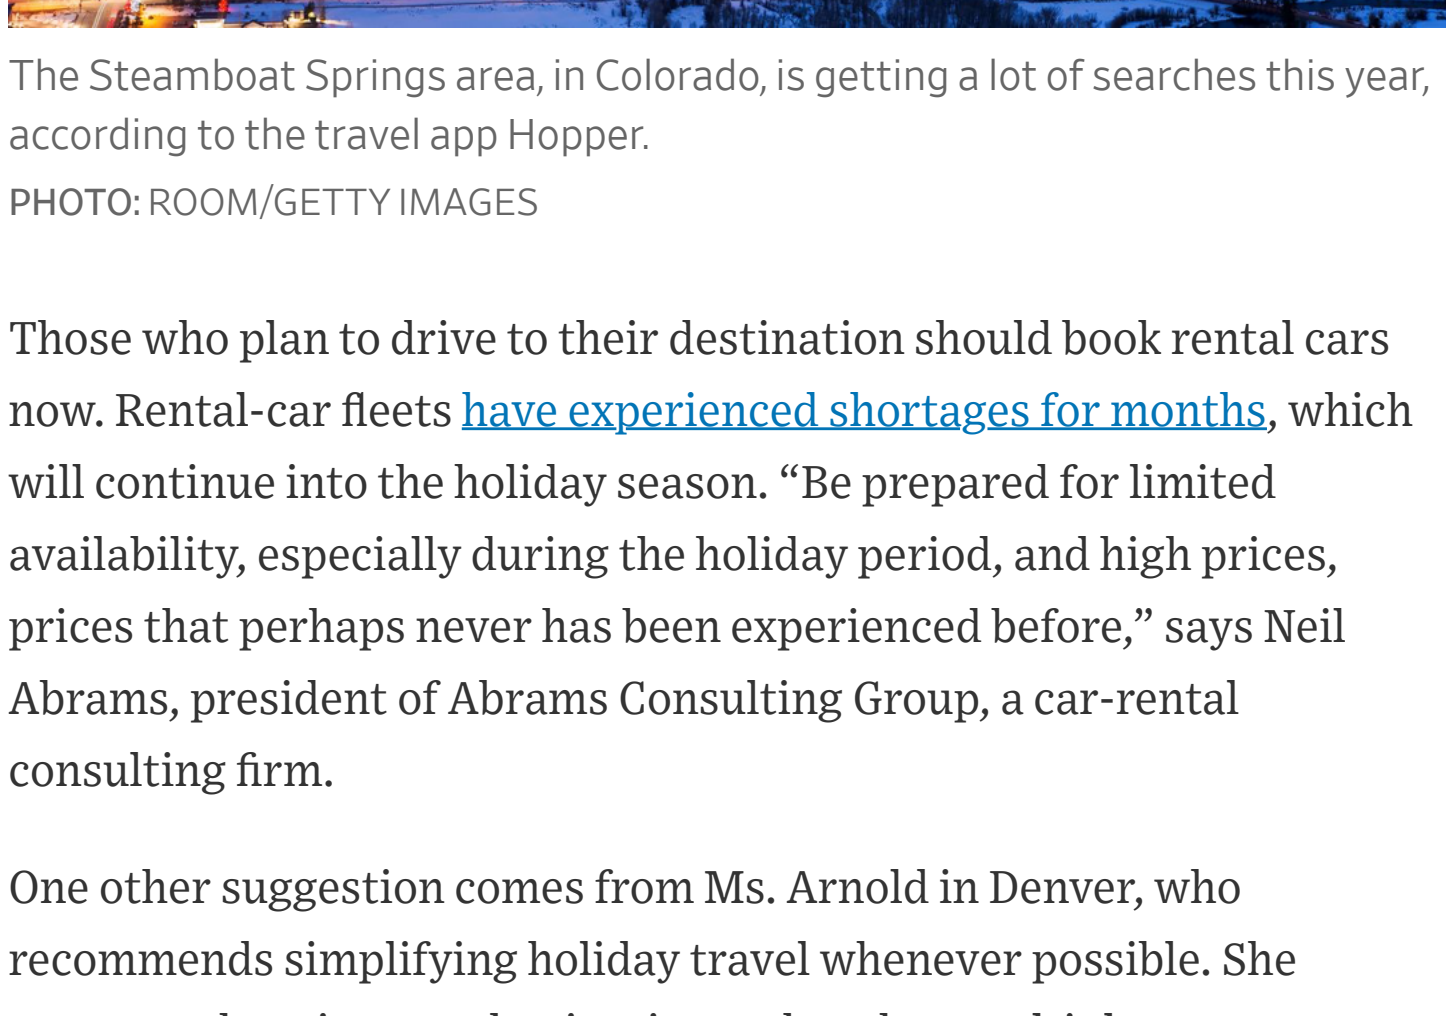 The Steamboat Springs area, in Colorado, is getting a lot of searches this year,
according to the travel app Hopper.
PHOTO: ROOM/GETTY IMAGES
Those who plan to drive to their destination should book rental cars
now. Rental-car fleets have experienced shortages for months, which
will continue into the holiday season. “Be prepared for limited
availability, especially during the holiday period, and high prices,
prices that perhaps never has been experienced before,” says Neil
Abrams, president of Abrams Consulting Group, a car-rental
consulting firm.
One other suggestion comes from Ms. Arnold in Denver, who
recommends simplifying holiday travel whenever possible. She